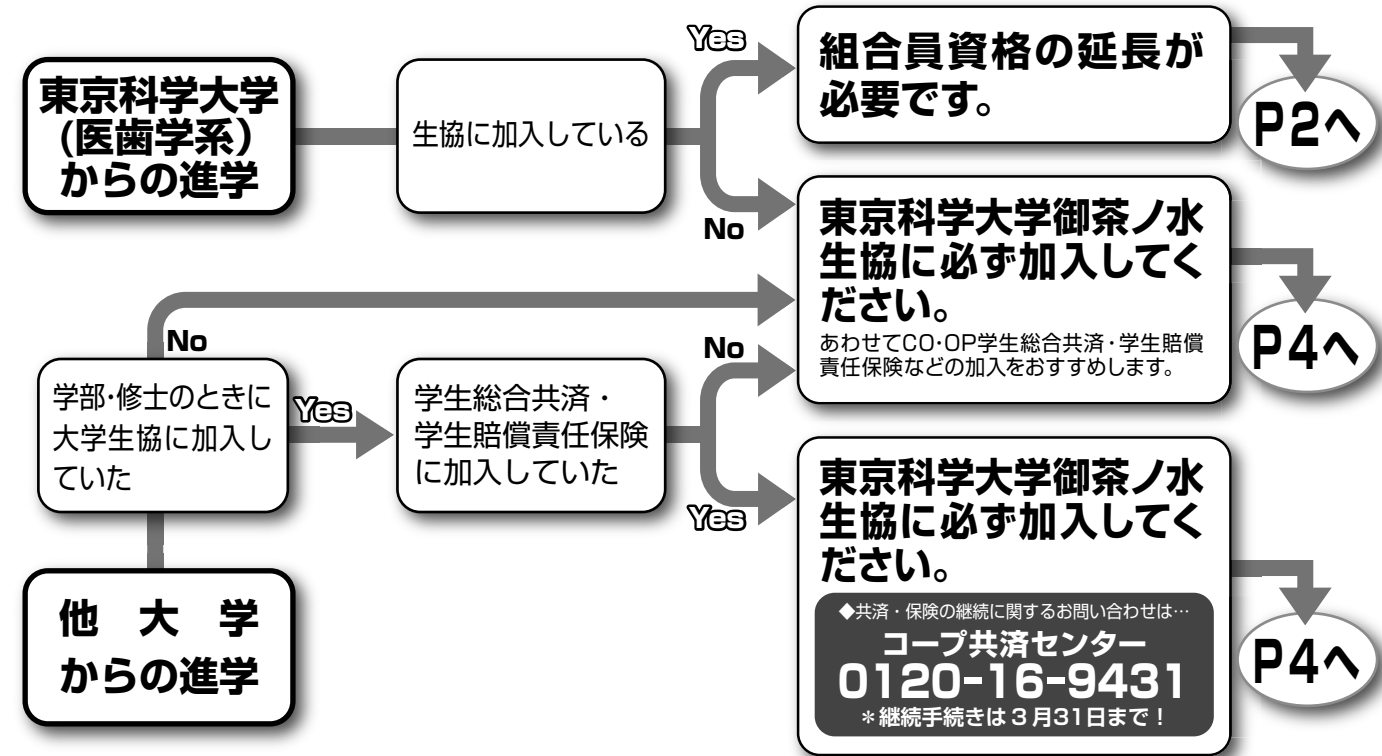 東京科学大学
(医歯学系)
からの進学
生協に加入している
Yes
組合員資格の延長が
必要です。
P2へ
No
東京科学大学御茶ノ水
生協に必ず加入してく
ださい。
あわせてCO・OP学生総合共済・学生賠償
責任保険などの加入をおすすめします。
P4へ
他大学
からの進学
学部・修士のときに
大学生協に加入し
ていた
No
Yes
学生総合共済・
学生賠償責任保険
に加入していた
No
Yes
東京科学大学御茶ノ水
生協に必ず加入してく
ださい。
◆共済・保険の継続に関するお問い合わせは…
コープ共済センター
0120-16-9431
＊継続手続きは3月31日まで！
P4へ